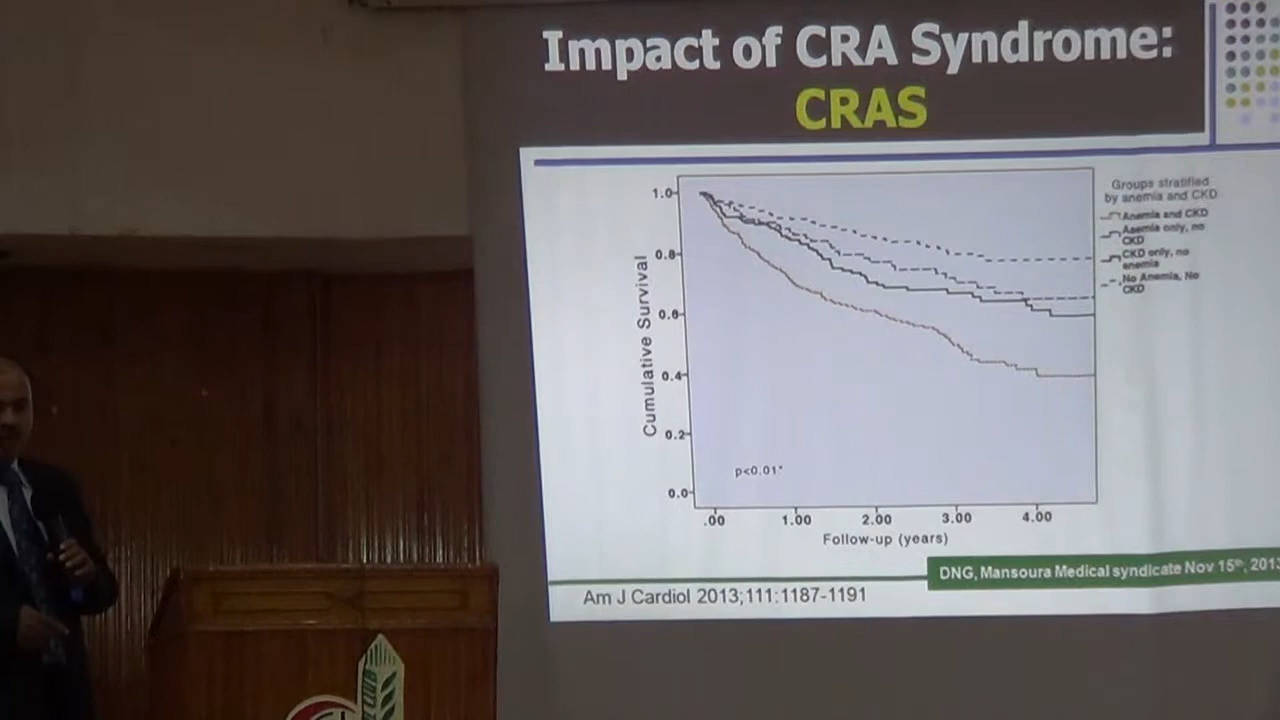 Impact of CRA Syndrome:
CRAS
Groups stratified
by anemia and CKD
Anemia and CKD
Anemia only, no
CKD
CKD only, no
anemia
No Anemia, No
CKD
Cumulative Survival
1.0
0.8
0.6
0.4
0.2
0.0
p<0.01*
.00 1.00 2.00 3.00 4.00
Follow-up (years)
DNG, Mansoura Medical syndicate Nov 15th, 2013
Am J Cardiol 2013;111:1187-1191